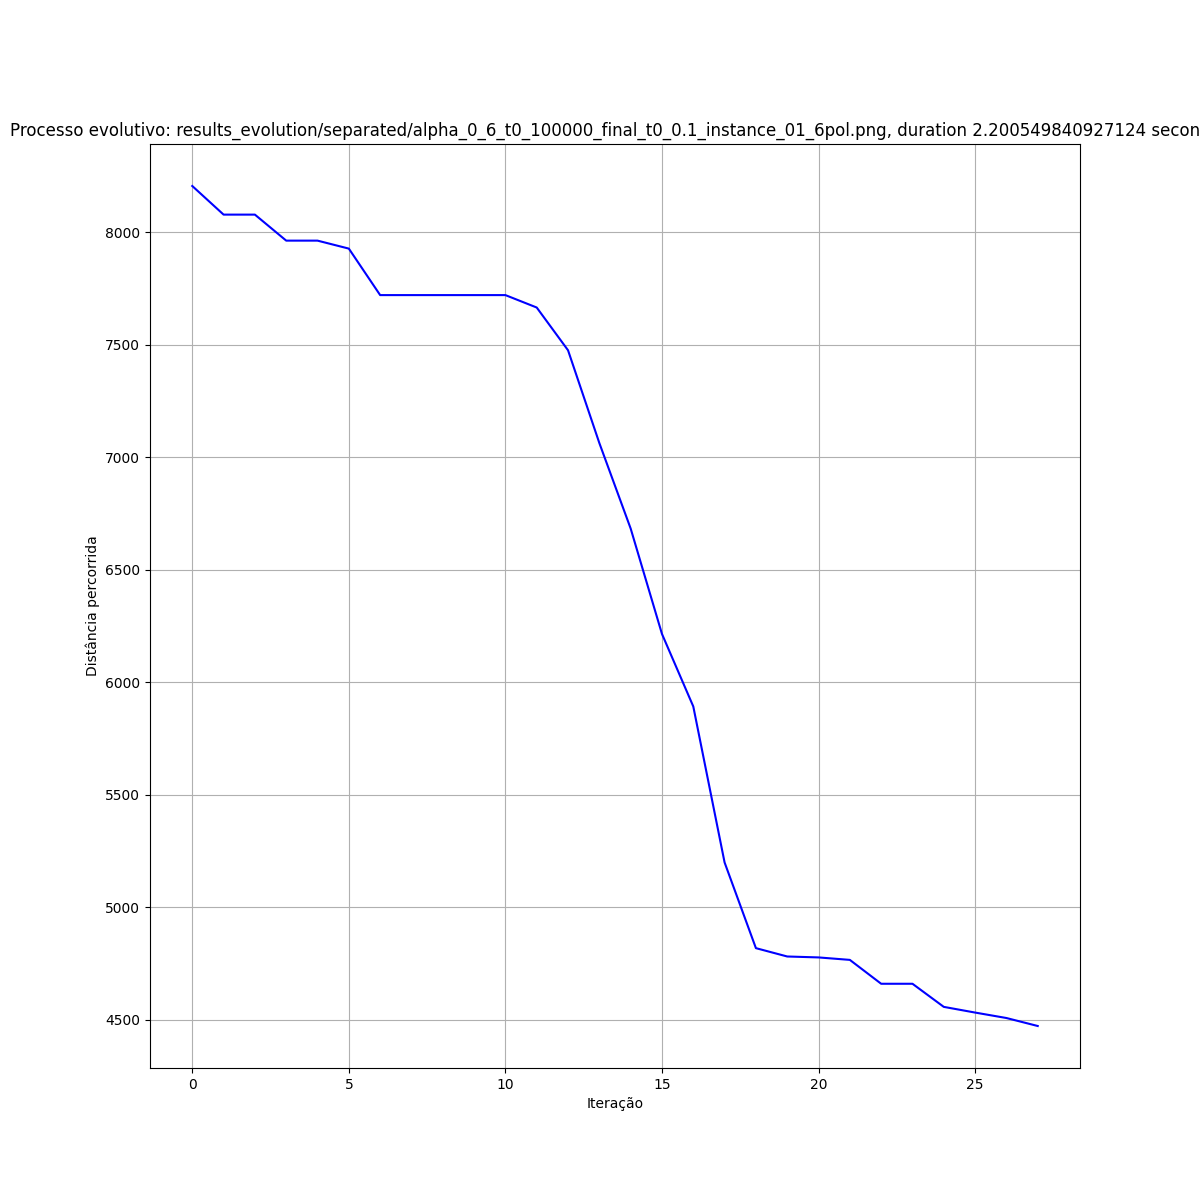 Processo evolutivo: results_evolution/separated/alpha_0_6_t0_100000_final_t0_0.1_instance_01_6pol.png, duration 2.200549840927124 secon
8000
7500
7000
6500
6000
5500
5000
4500
Distância percorrida
0 5 10 15 20 25
Iteração